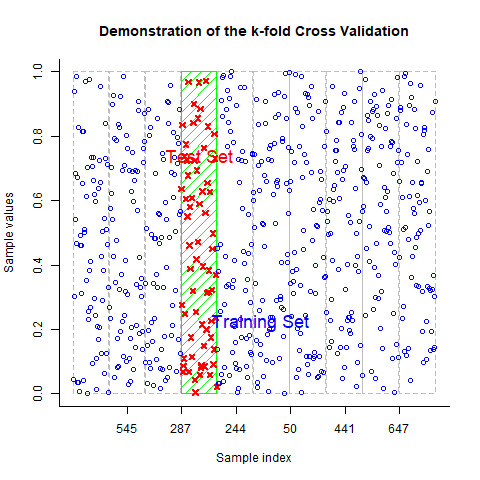 Demonstration of the k-fold Cross Validation
1.0
0.8
0.6
0.4
0.2
0.0
Sample values
Test Set
Training Set
545 287 244 50 441 647
Sample index